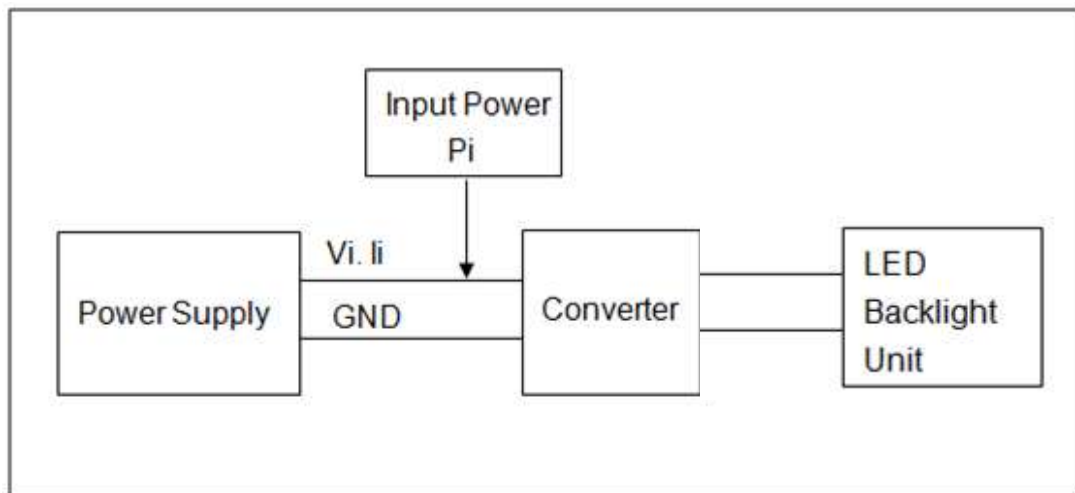 Input Power
Pi
Vi. Ii
Power Supply
GND
Converter
LED
Backlight
Unit